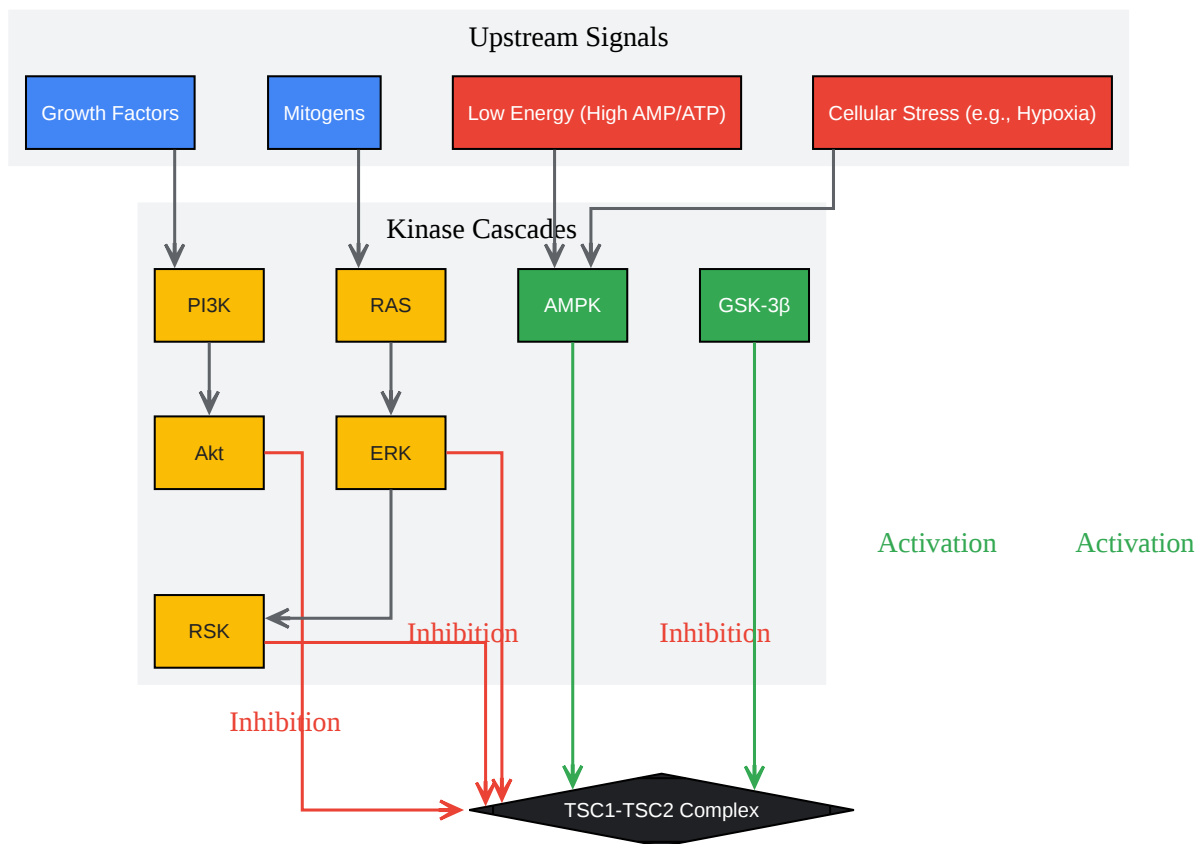 Upstream Signals
Growth Factors
Mitogens
Low Energy (High AMP/ATP)
Cellular Stress (e.g., Hypoxia)
Kinase Cascades
PI3K
RAS
AMPK
GSK-3β
Akt
ERK
Activation
Activation
RSK
Inhibition
Inhibition
Inhibition
TSC1-TSC2 Complex